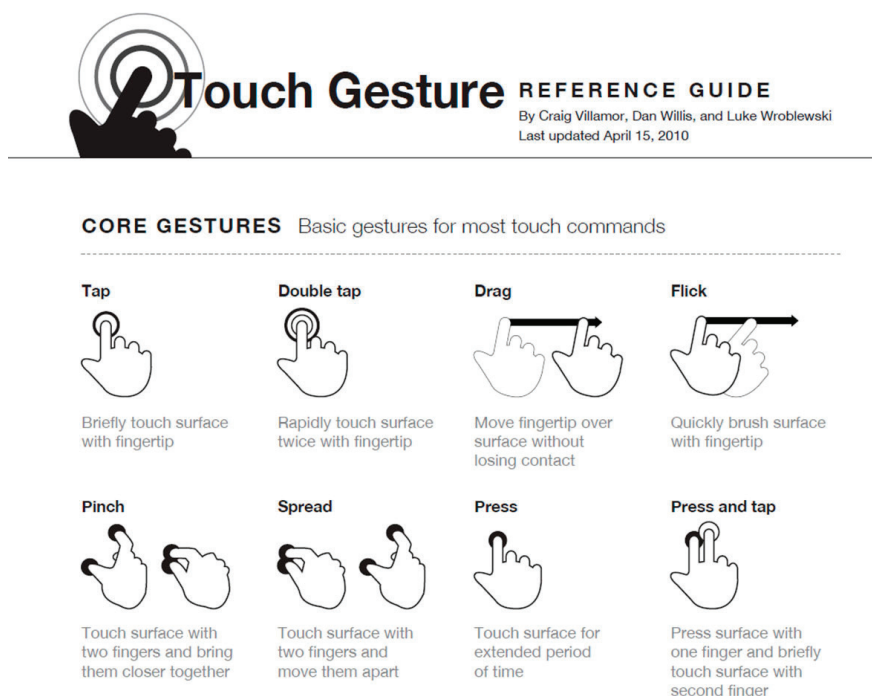 Touch Gesture REFERENCE GUIDE
By Craig Villamor, Dan Willis, and Luke Wroblewski
Last updated April 15, 2010
CORE GESTURES Basic gestures for most touch commands
Tap
Briefly touch surface
with fingertip
Double tap
Rapidly touch surface
twice with fingertip
Drag
Move fingertip over
surface without
losing contact
Flick
Quickly brush surface
with fingertip
Pinch
Touch surface with
two fingers and bring
them closer together
Spread
Touch surface with
two fingers and
move them apart
Press
Touch surface for
extended period
of time
Press and tap
Press surface with
one finger and briefly
touch surface with
second finger